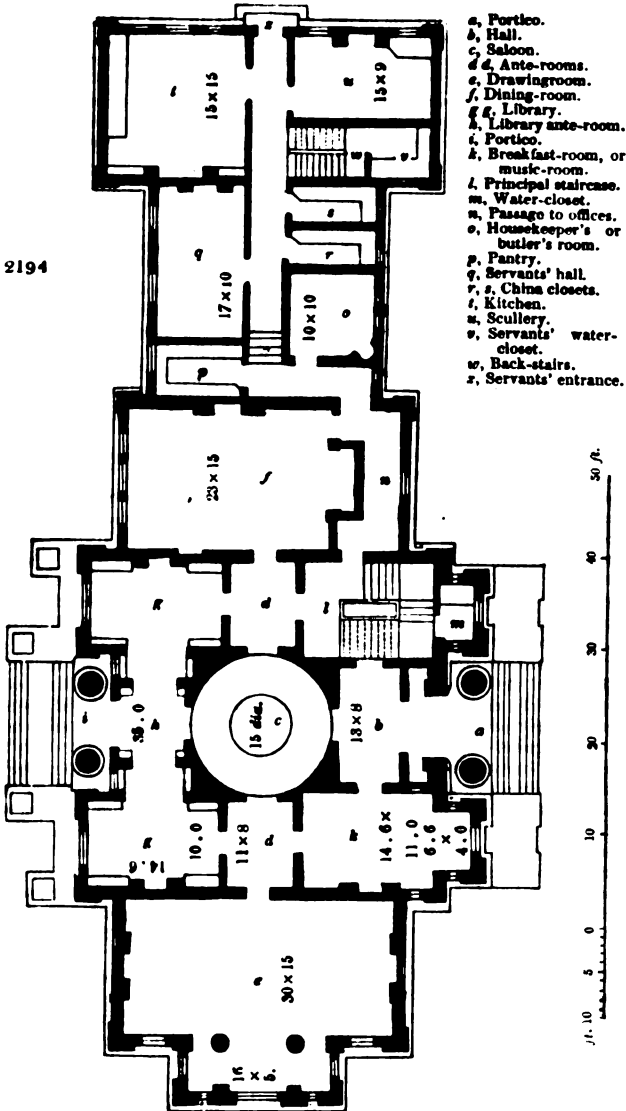 a, Portico.
b, Hall.
c, Saloon.
d d, Ante-rooms.
e, Drawingroom.
f, Dining-room.
g g, Library.
h, Library ante-room.
i, Portico.
k, Breakfast-room, or
music-room.
l, Principal staircase.
m, Water-closet.
n, Passage to offices.
o, Housekeeper's or
butler's room.
p, Pantry.
q, Servants' hall.
r, s, China closets.
t, Kitchen.
u, Scullery.
v, Servants' water-
closet.
w, Back-stairs.
x, Servants' entrance.
2194
x
t
15 × 15
u
15 × 9
w
v
s
q
r
17 × 10
10 × 10
o
p
23 × 15
f
n
g
d
l
m
i
h
35.0
15 dia.
c
13 × 8
b
a
g
14.6
10.0
11 × 8
d
k
14.6 ×
11.0
6.6
×
4.0
e
30 × 15
16
×
5.
50 ft.
40
30
20
10
0
5
ft. 10